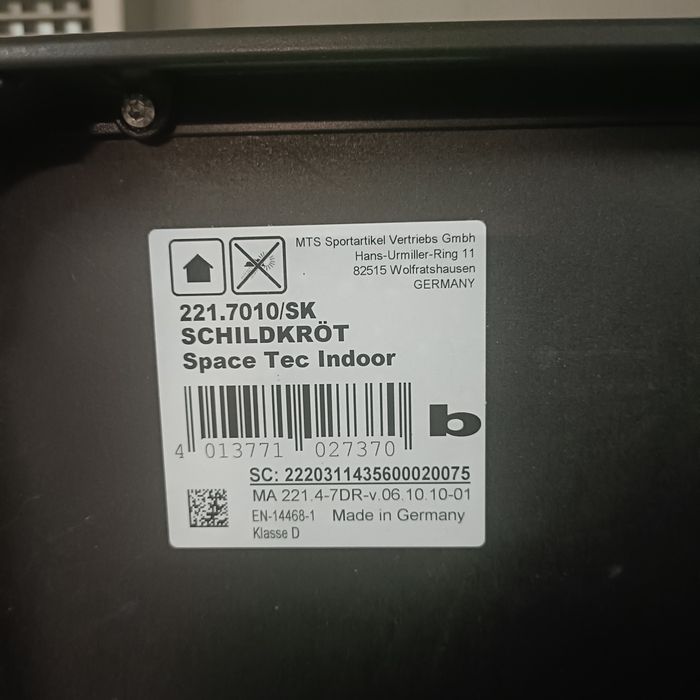 MTS Sportartikel Vertriebs Gmbh
Hans-Urmiller-Ring 11
82515 Wolfratshausen
GERMANY
221.7010/SK
SCHILDKRÖT
Space Tec Indoor
4 013771 027370
b
SC: 2220311435600020075
MA 221.4-7DR-v.06.10.10-01
EN-14468-1 Made in Germany
Klasse D